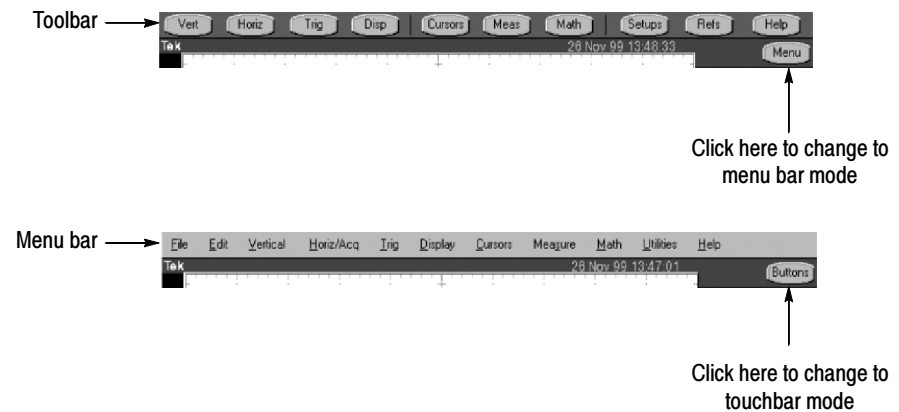 Toolbar
Vert Horiz Trig Disp Cursors Meas Math Setups Refs Help
Tek 26 Nov 99 13:46:33
Menu
Click here to change to
menu bar mode
Menu bar
File Edit Vertical Horiz/Acq Trig Display Cursors Measure Math Utilities Help
Tek 26 Nov 99 13:47:01
Buttons
Click here to change to
touchbar mode